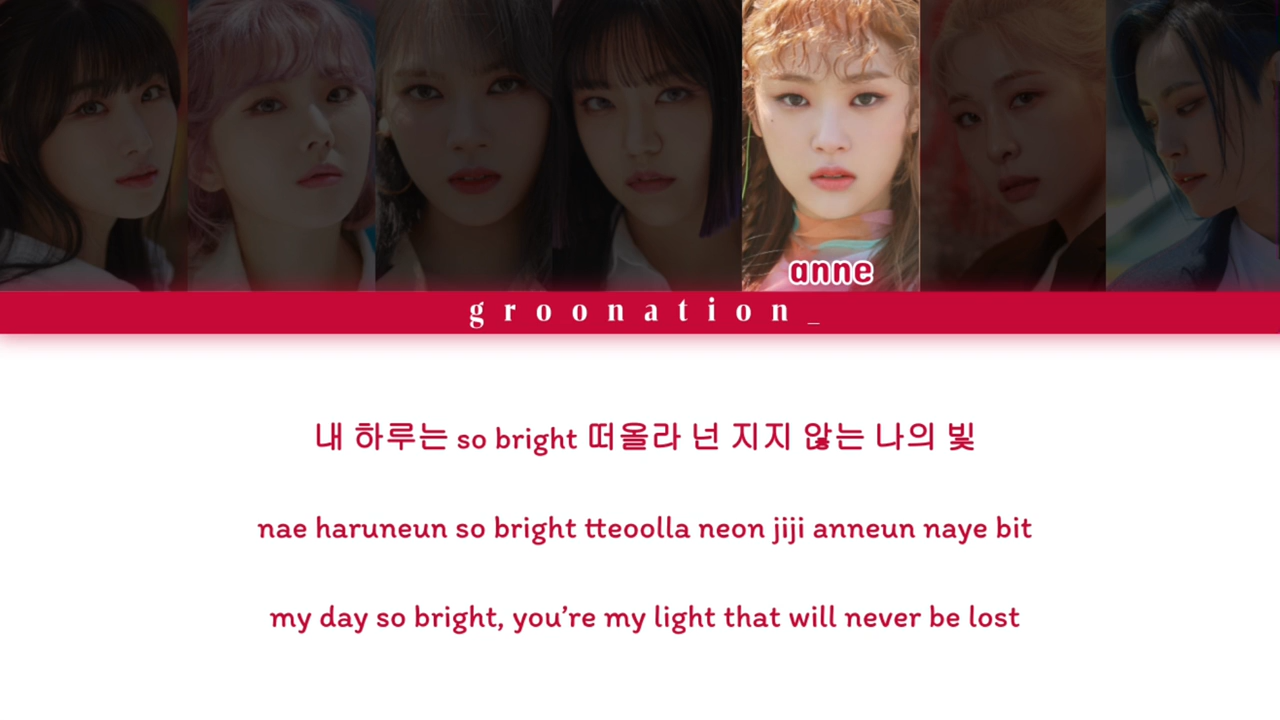 anne
groonation_
내 하루는 so bright 떠올라 넌 지지 않는 나의 빛
nae haruneun so bright tteoolla neon jiji anneun naye bit
my day so bright, you’re my light that will never be lost